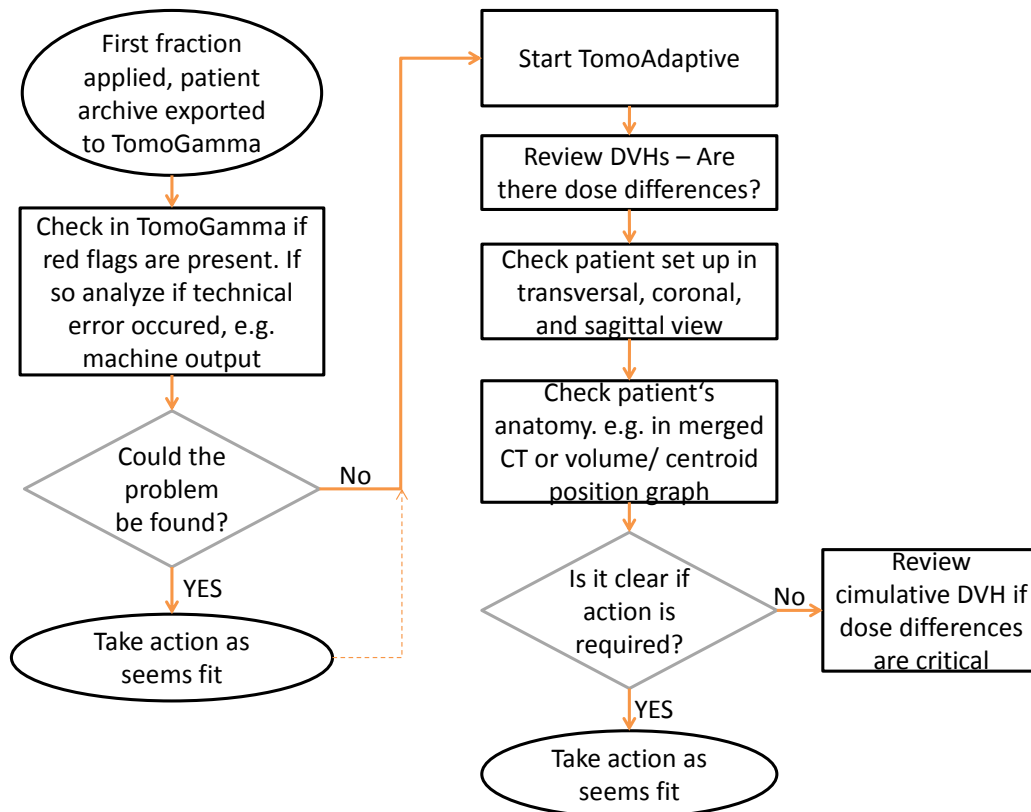 First fraction
applied, patient
archive exported
to TomoGamma
Check in TomoGamma if
red flags are present. If
so analyze if technical
error occured, e.g.
machine output
Could the
problem
be found?
No
YES
Take action as
seems fit
Start TomoAdaptive
Review DVHs – Are
there dose differences?
Check patient set up in
transversal, coronal,
and sagittal view
Check patient‘s
anatomy. e.g. in merged
CT or volume/ centroid
position graph
Is it clear if
action is
required?
No
YES
Review
cimulative DVH if
dose differences
are critical
Take action as
seems fit